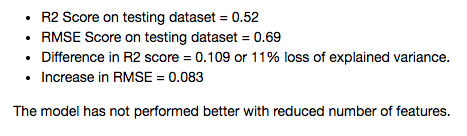 • R2 Score on testing dataset = 0.52
• RMSE Score on testing dataset = 0.69
• Difference in R2 score = 0.109 or 11% loss of explained variance.
• Increase in RMSE = 0.083
The model has not performed better with reduced number of features.